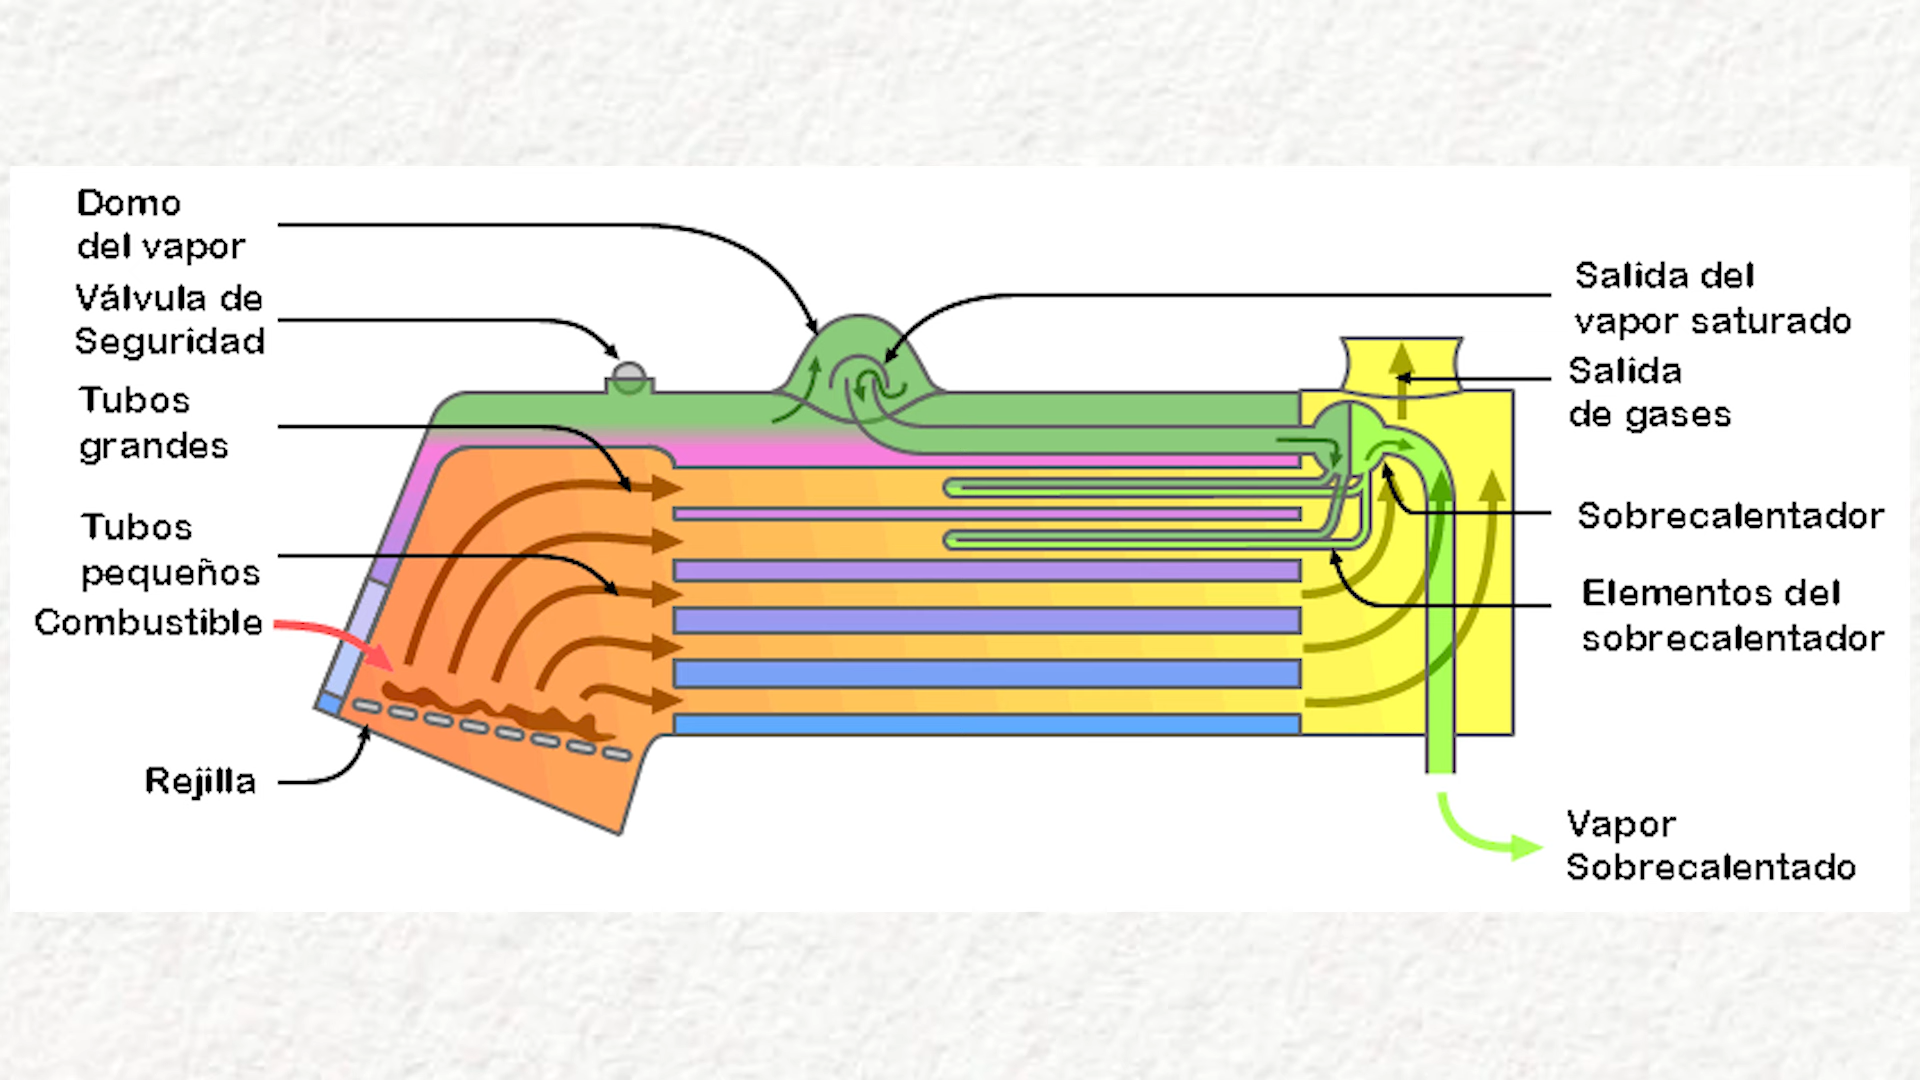 Domo
del vapor
Válvula de
Seguridad
Tubos
grandes
Tubos
pequeños
Combustible
Rejilla
Salida del
vapor saturado
Salida
de gases
Sobrecalentador
Elementos del
sobrecalentador
Vapor
Sobrecalentado